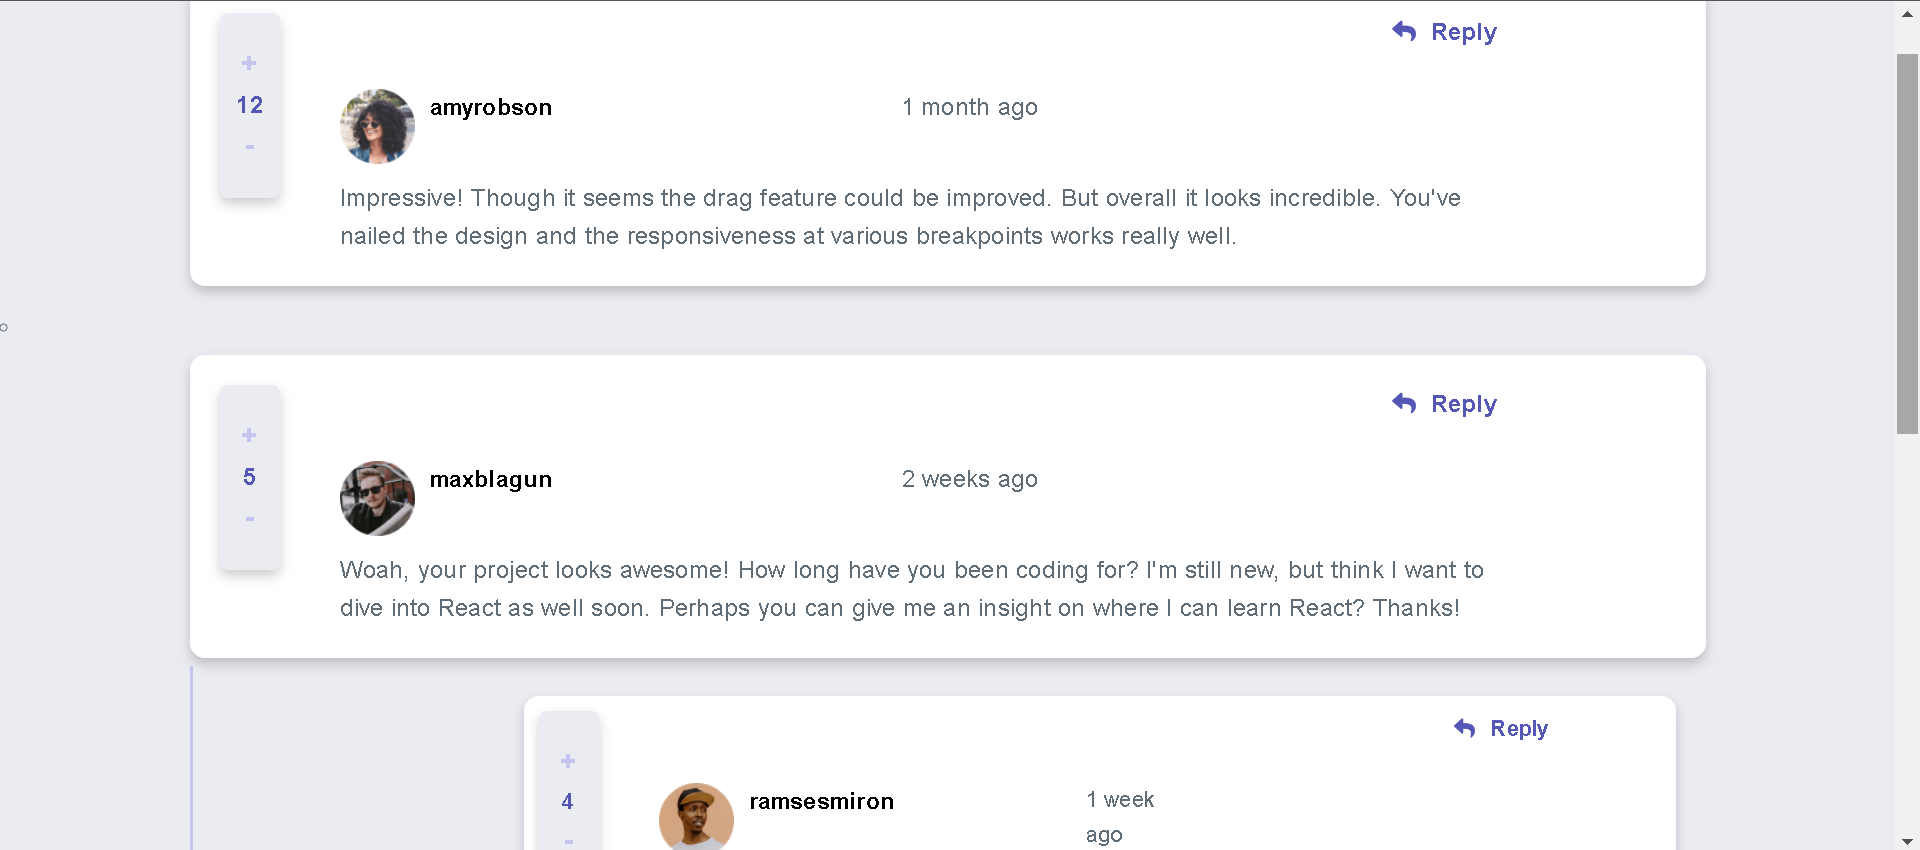 Reply
+
12
-
amyrobson
1 month ago
Impressive! Though it seems the drag feature could be improved. But overall it looks incredible. You've
nailed the design and the responsiveness at various breakpoints works really well.
o
Reply
+
5
-
maxblagun
2 weeks ago
Woah, your project looks awesome! How long have you been coding for? I'm still new, but think I want to
dive into React as well soon. Perhaps you can give me an insight on where I can learn React? Thanks!
Reply
+
4
-
ramsesmiron
1 week
ago